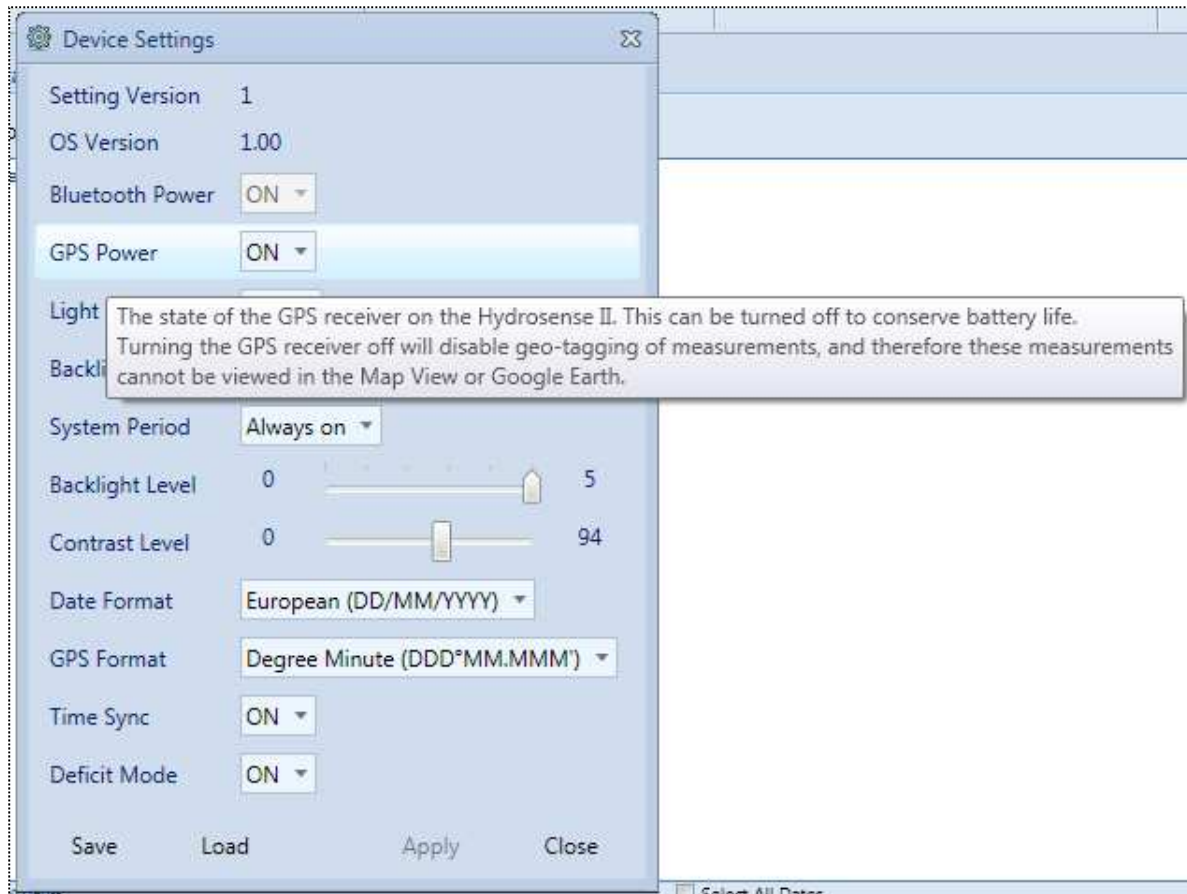 Device Settings
Setting Version 1
OS Version 1.00
Bluetooth Power ON
GPS Power ON
Light
The state of the GPS receiver on the Hydrosense II. This can be turned off to conserve battery life.
Turning the GPS receiver off will disable geo-tagging of measurements, and therefore these measurements
cannot be viewed in the Map View or Google Earth.
Backli
System Period Always on
Backlight Level 0 5
Contrast Level 0 94
Date Format European (DD/MM/YYYY)
GPS Format Degree Minute (DDD°MM.MMM')
Time Sync ON
Deficit Mode ON
Save Load Apply Close
Select All Dates